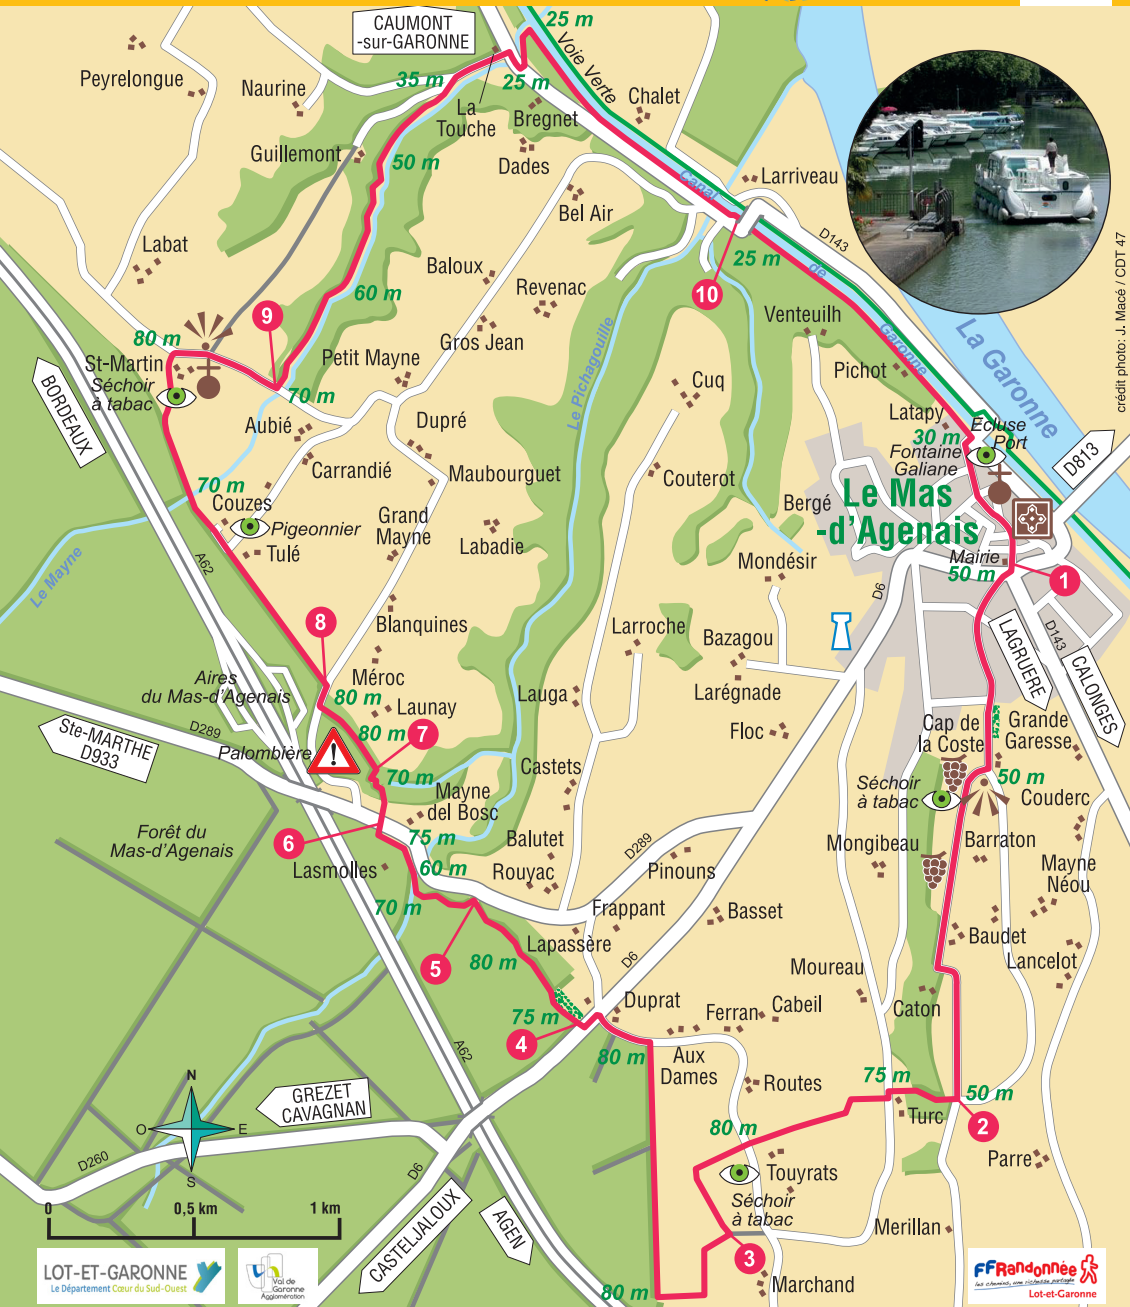 CAUMONT
-sur-GARONNE
25 m
Voie Verte
Peyrelongue
Naurine
35 m
25 m
La
Touche
Bregnet
Chalet
Guillemont
50 m
Dades
Larriveau
Canal
Bel Air
D143
Labat
25 m
de
Baloux
60 m
Revenac
10
9
Venteuilh
Garonne
La Garonne
crédit photo: J. Macé / CDT 47
80 m
Gros Jean
St-Martin
Petit Mayne
Le Pichagouille
Pichot
Séchoir
à tabac
70 m
Cuq
BORDEAUX
Aubié
Dupré
Latapy
30 m
Écluse
Port
Fontaine
Galiane
D813
Carrandié
Maubourguet
Couterot
70 m
Couzes
Le Mas
-d'Agenais
Bergé
Pigeonnier
Grand
Mayne
Tulé
Labadie
A62
Le Mayne
Mairie
50 m
1
Mondésir
D6
8
Blanquines
Larroche
Bazagou
LAGRUERE
D143
CALONGES
Aires
du Mas-d'Agenais
Méroc
80 m
Launay
Lauga
Larégnade
Ste-MARTHE
D933
D289
Palombière
80 m
7
Floc
Cap de
la Coste
Grande
Garesse
70 m
Castets
50 m
Mayne
del Bosc
Séchoir
à tabac
Couderc
Forêt du
Mas-d'Agenais
6
75 m
Balutet
D289
Mongibeau
Barraton
Lasmolles
60 m
Rouyac
Pinouns
Mayne
Néou
70 m
Frappant
Basset
Lapassère
Baudet
5
80 m
D6
Moureau
Lancelot
75 m
Duprat
Ferran
Cabeil
Caton
4
A62
80 m
Aux
Dames
75 m
Routes
50 m
N
GREZET
CAVAGNAN
Turc
O
E
80 m
2
D260
S
D6
Touyrats
Parre
0
0,5 km
1 km
Séchoir
à tabac
CASTELJALOUX
AGEN
Merillan
3
LOT-ET-GARONNE
Le Département Cœur du Sud-Ouest
Val de
Garonne
Agglomération
80 m
Marchand
FFRandonnée
les chemins, une richesse partagée
Lot-et-Garonne